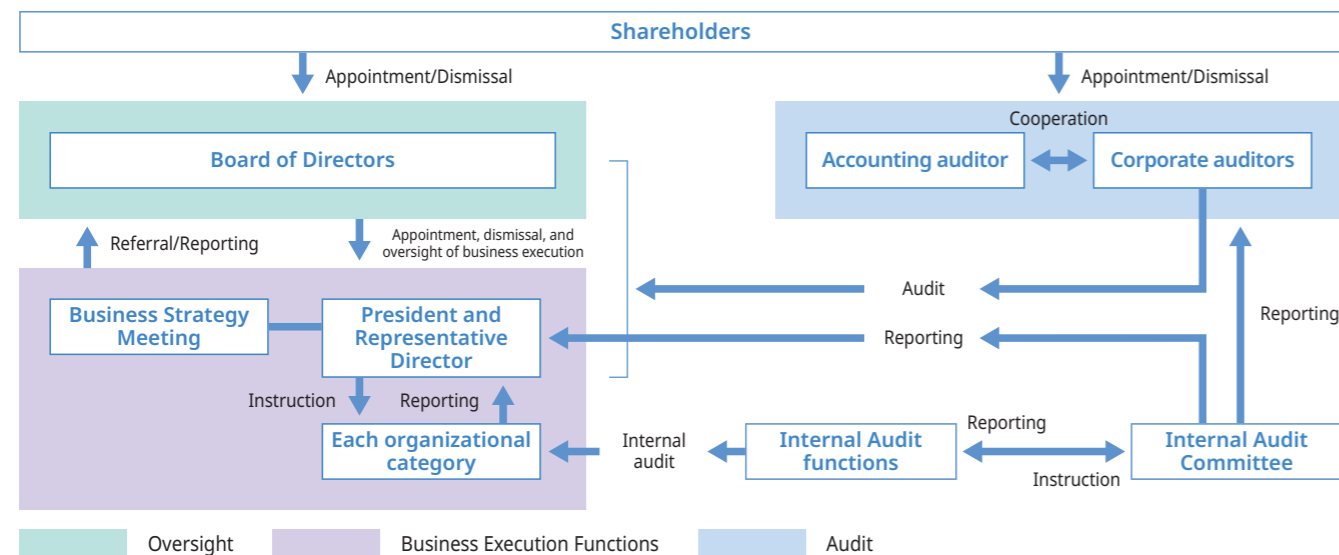 Shareholders
Appointment/Dismissal
Appointment/Dismissal
Cooperation
Board of Directors
Accounting auditor
Corporate auditors
Referral/Reporting
Appointment, dismissal, and
oversight of business execution
Audit
Business Strategy
Meeting
President and
Representative
Director
Reporting
Reporting
Instruction
Reporting
Each organizational
category
Internal
audit
Internal Audit
functions
Reporting
Instruction
Internal Audit
Committee
Oversight
Business Execution Functions
Audit